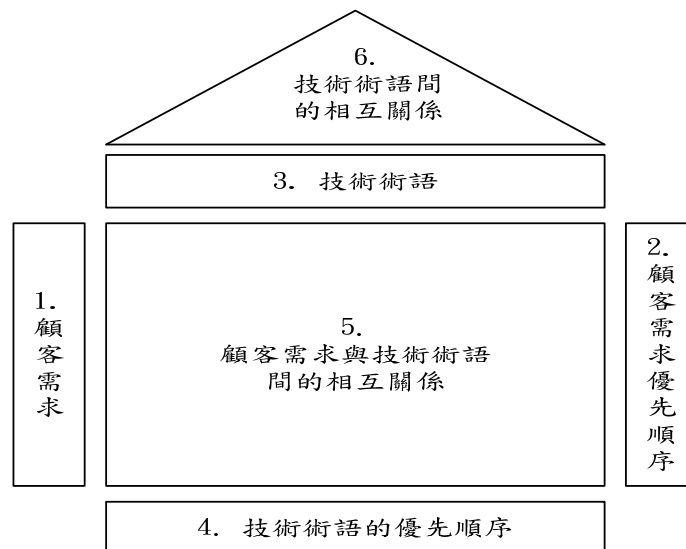 6.
技術術語間
的相互關係
3. 技術術語
1.
顧
客
需
求
5.
顧客需求與技術術語
間的相互關係
2.
顧
客
需
求
優
先
順
序
4. 技術術語的優先順序